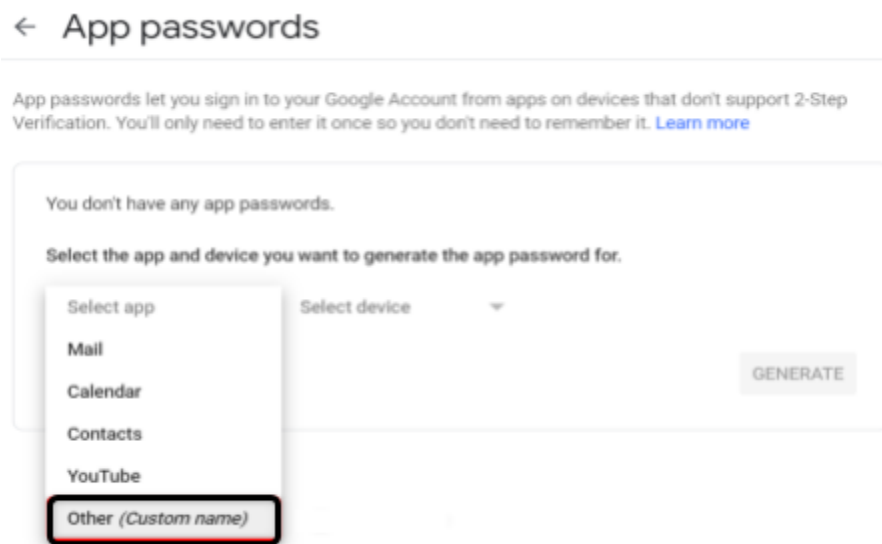 App passwords
App passwords let you sign in to your Google Account from apps on devices that don't support 2-Step
Verification. You'll only need to enter it once so you don't need to remember it. Learn more
You don't have any app passwords.
Select the app and device you want to generate the app password for.
Select app
Select device
Mail
Calendar
Contacts
YouTube
Other (Custom name)
GENERATE